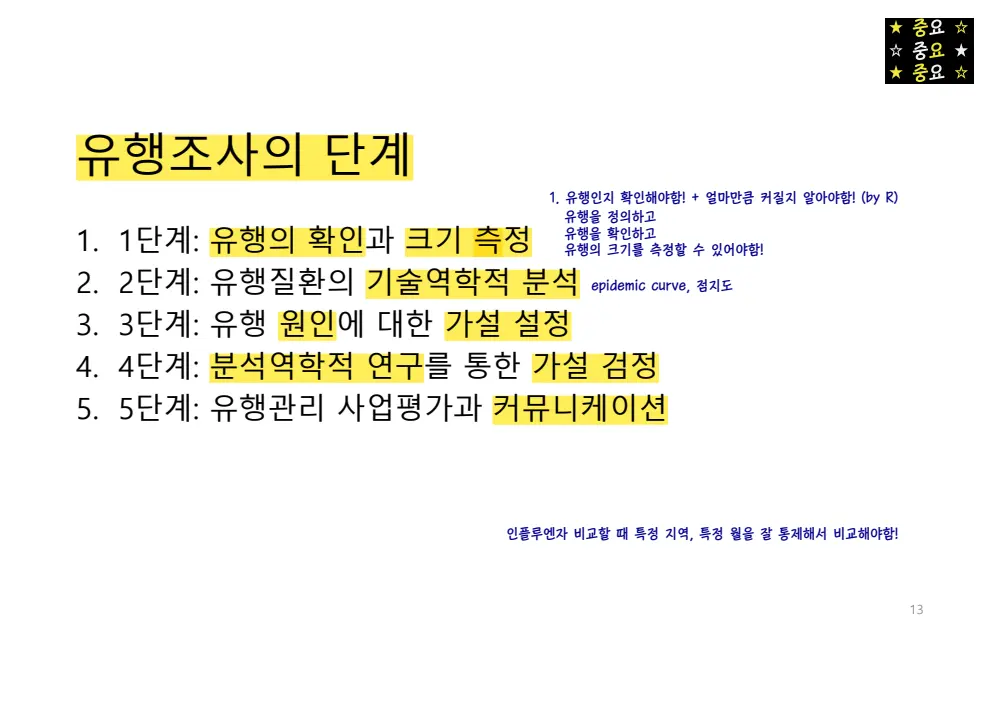 ★ 중요 ☆
☆ 중요 ★
★ 중요 ☆
유행조사의 단계
1. 유행인지 확인해야함! + 얼마만큼 커질지 알아야함! (by R)
유행을 정의하고
유행을 확인하고
유행의 크기를 측정할 수 있어야함!
1. 1단계: 유행의 확인과 크기 측정
2. 2단계: 유행질환의 기술역학적 분석 epidemic curve, 점지도
3. 3단계: 유행 원인에 대한 가설 설정
4. 4단계: 분석역학적 연구를 통한 가설 검정
5. 5단계: 유행관리 사업평가과 커뮤니케이션
인플루엔자 비교할 때 특정 지역, 특정 월을 잘 통제해서 비교해야함!
13